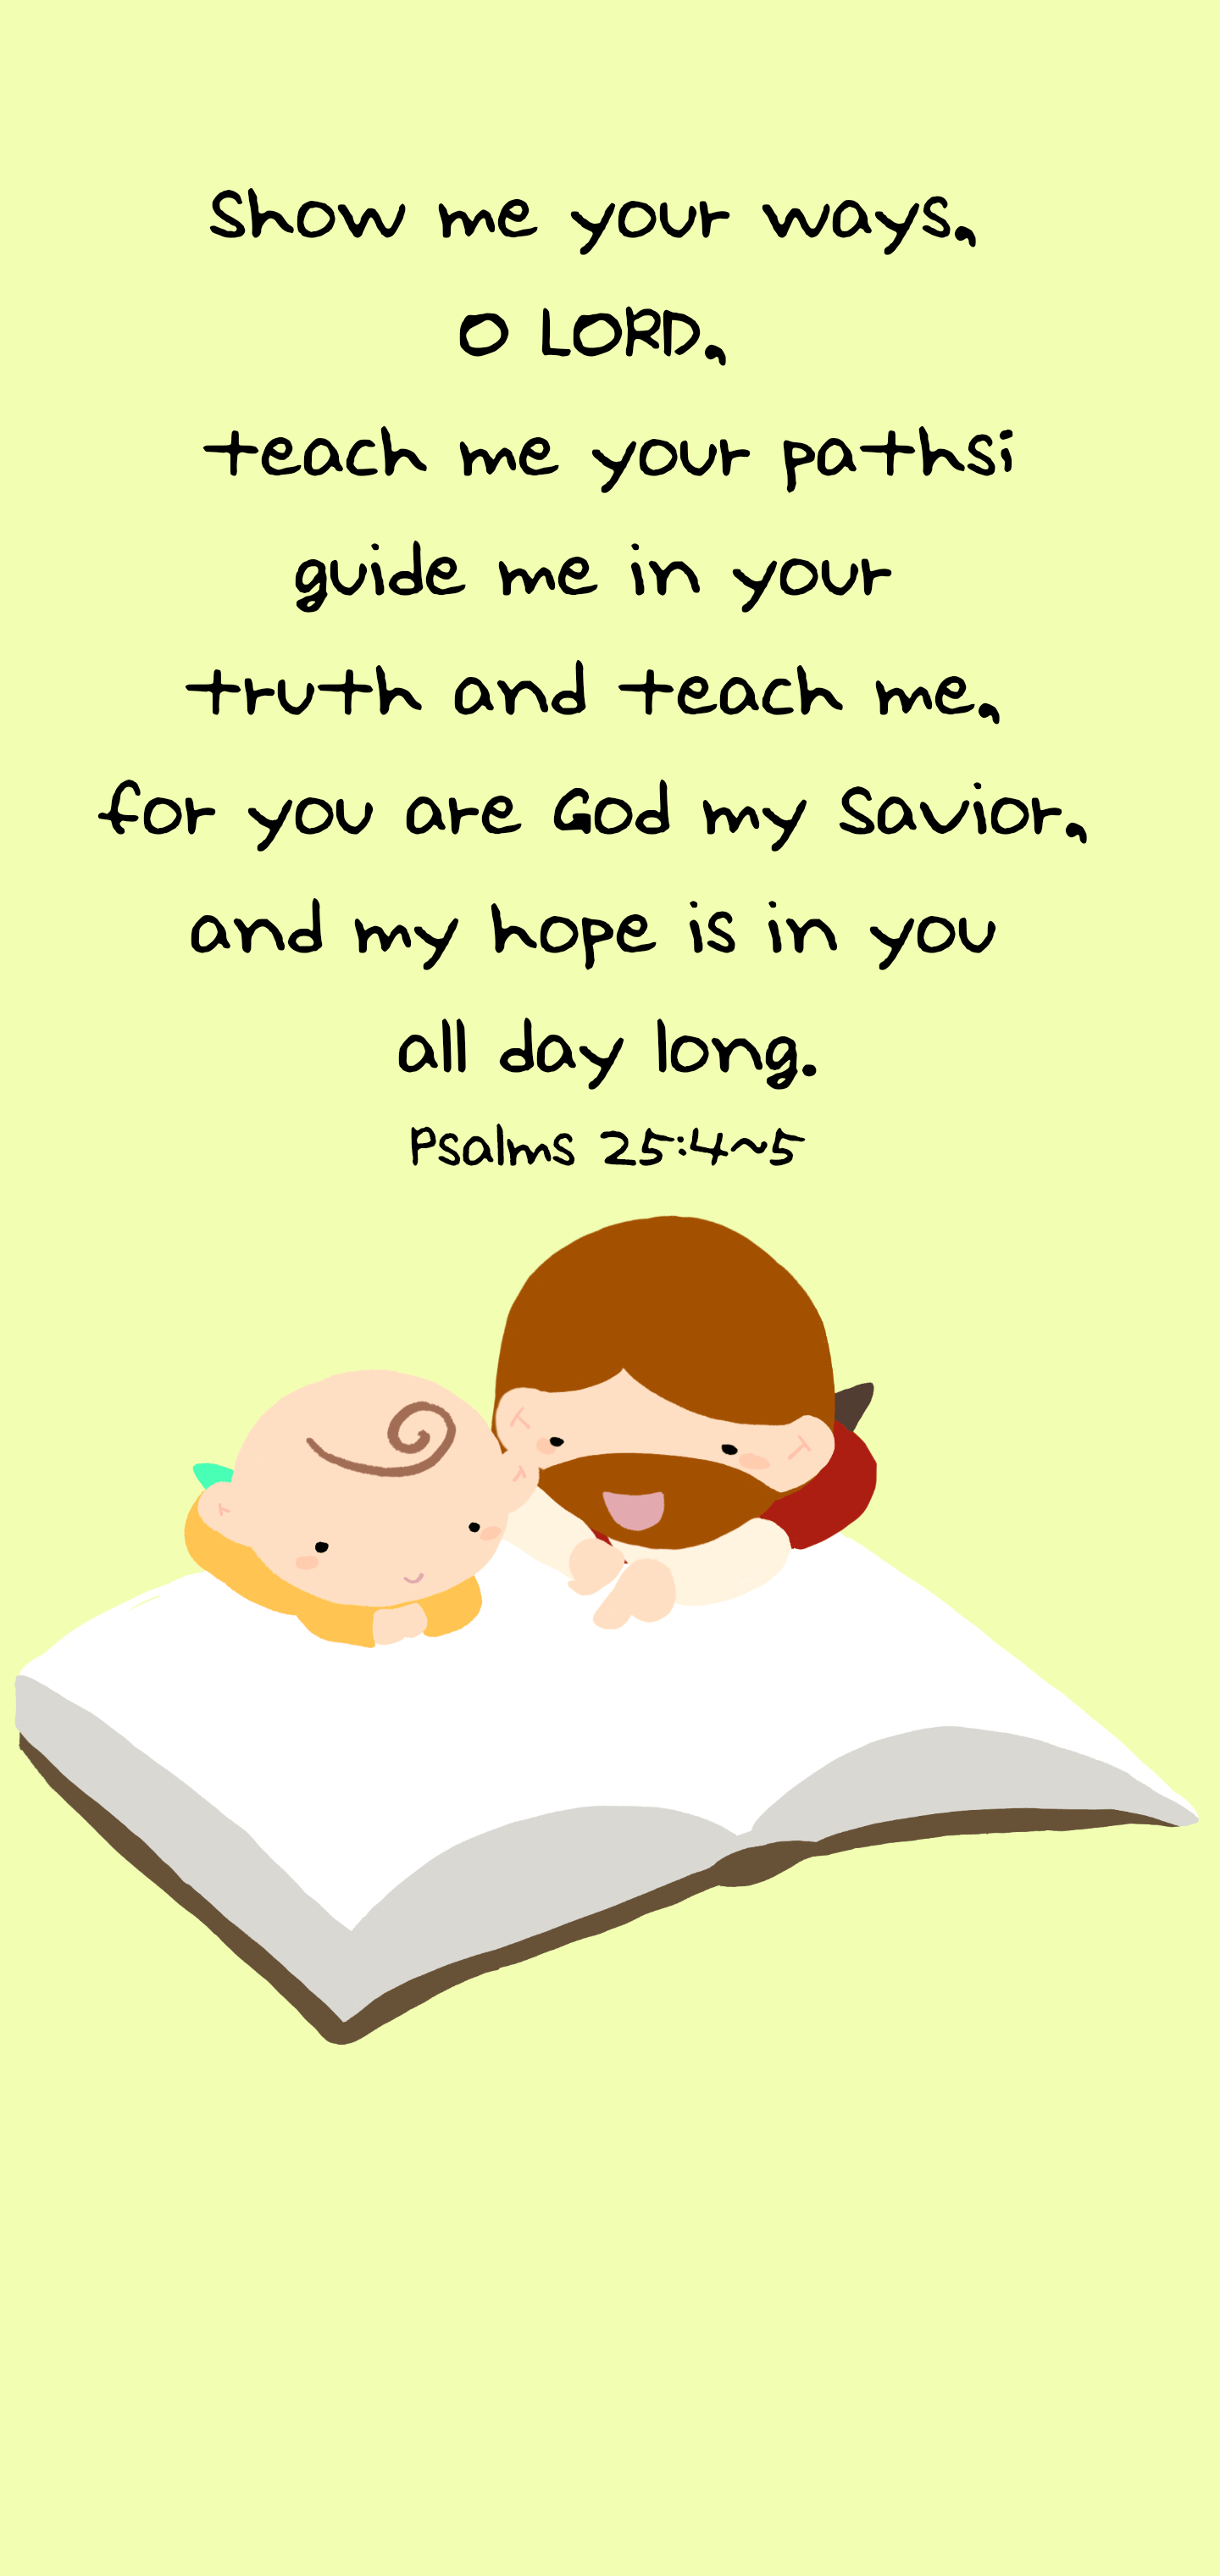 Show me your ways,
O LORD,
teach me your pathsi
guide me in your
truth and teach me,
for you are God my Savior,
and my hope is in you
all day long.
Psalms 25:4~5